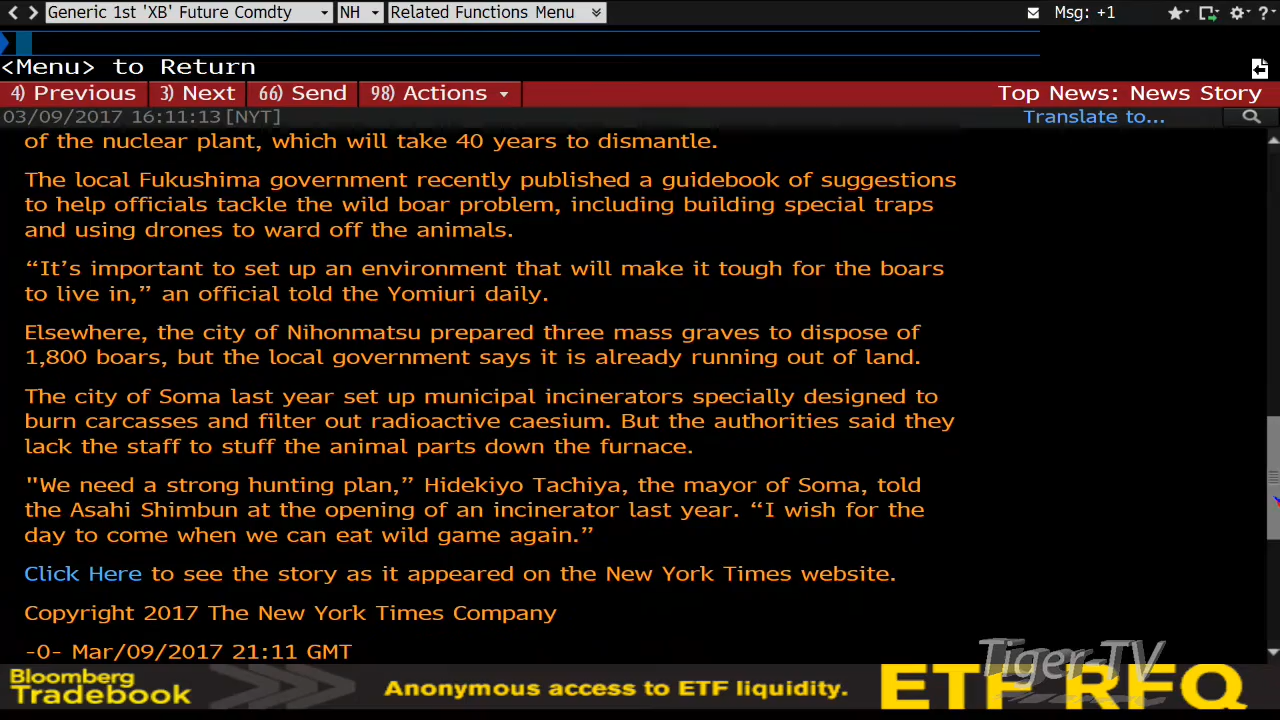 Generic 1st 'XB' Future Comdty NH Related Functions Menu Msg: +1 ?
<Menu> to Return
4) Previous 3) Next 66) Send 98) Actions Top News: News Story
03/09/2017 16:11:13 [NYT] Translate to...
of the nuclear plant, which will take 40 years to dismantle.
The local Fukushima government recently published a guidebook of suggestions
to help officials tackle the wild boar problem, including building special traps
and using drones to ward off the animals.
“It’s important to set up an environment that will make it tough for the boars
to live in,” an official told the Yomiuri daily.
Elsewhere, the city of Nihonmatsu prepared three mass graves to dispose of
1,800 boars, but the local government says it is already running out of land.
The city of Soma last year set up municipal incinerators specially designed to
burn carcasses and filter out radioactive caesium. But the authorities said they
lack the staff to stuff the animal parts down the furnace.
"We need a strong hunting plan,” Hidekiyo Tachiya, the mayor of Soma, told
the Asahi Shimbun at the opening of an incinerator last year. “I wish for the
day to come when we can eat wild game again.”
Click Here to see the story as it appeared on the New York Times website.
Copyright 2017 The New York Times Company
-0- Mar/09/2017 21:11 GMT
Bloomberg
Tradebook
Anonymous access to ETF liquidity.
ETF RFQ
Tiger-TV